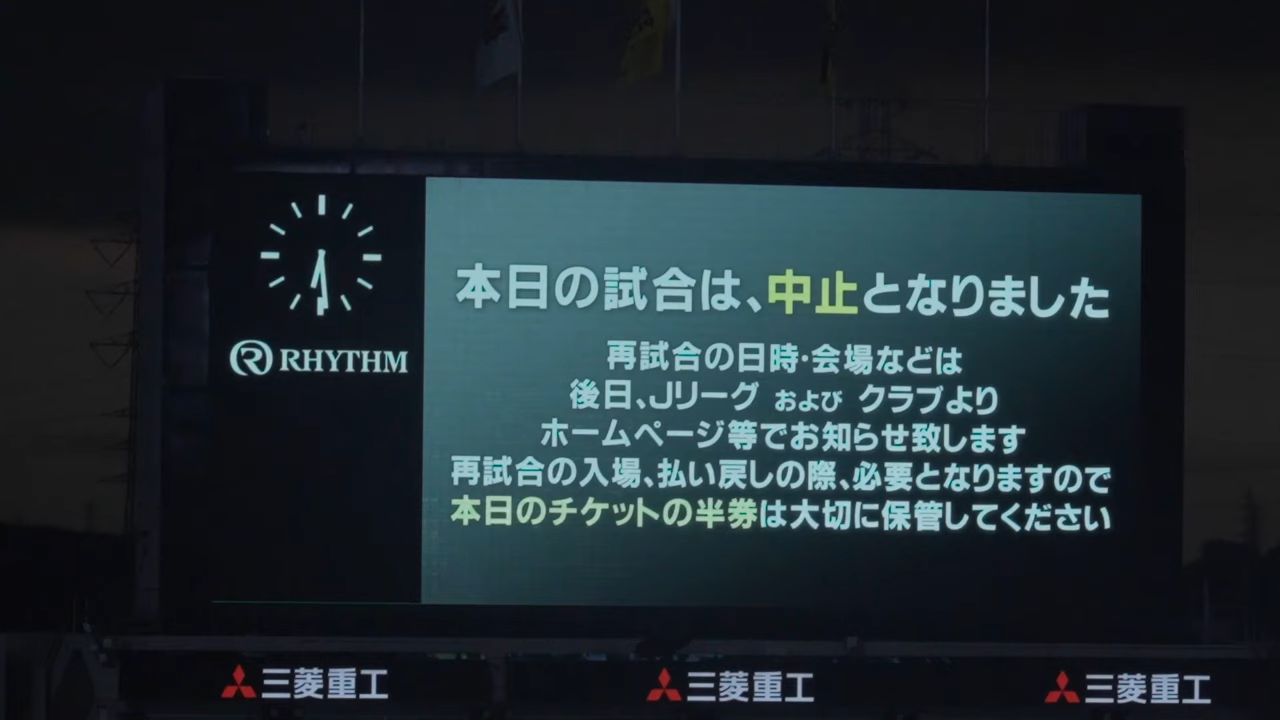 本日の試合は、中止となりました
再試合の日時・会場などは
後日、Jリーグ および クラブより
ホームページ等でお知らせ致します
再試合の入場、払い戻しの際、必要となりますので
本日のチケットの半券は大切に保管してください
R RHYTHM
三菱重工
三菱重工
三菱重工